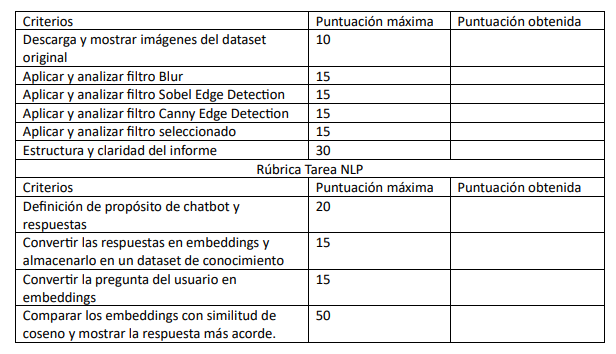 Criterios Puntuación máxima Puntuación obtenida
Descarga y mostrar imágenes del dataset 10
original
Aplicar y analizar filtro Blur 15
Aplicar y analizar filtro Sobel Edge Detection 15
Aplicar y analizar filtro Canny Edge Detection 15
Aplicar y analizar filtro seleccionado 15
Estructura y claridad del informe 30
Rúbrica Tarea NLP
Criterios Puntuación máxima Puntuación obtenida
Definición de propósito de chatbot y 20
respuestas
Convertir las respuestas en embeddings y 15
almacenarlo en un dataset de conocimiento
Convertir la pregunta del usuario en 15
embeddings
Comparar los embeddings con similitud de 50
coseno y mostrar la respuesta más acorde.